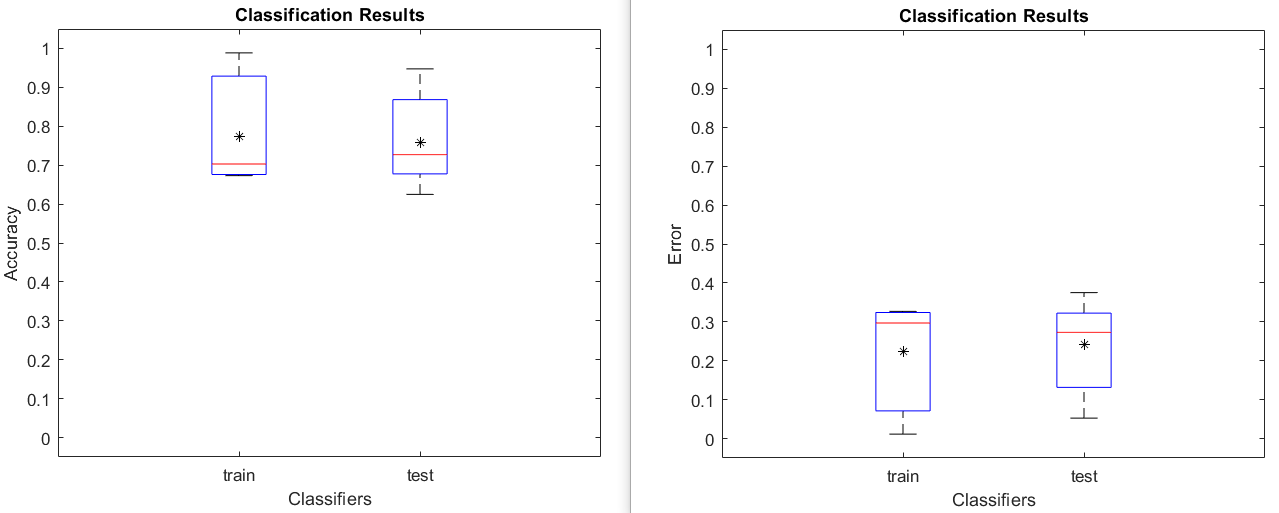 Classification Results
1
0.9
0.8
0.7
0.6
0.5
0.4
0.3
0.2
0.1
0
Accuracy
train test
Classifiers
Classification Results
1
0.9
0.8
0.7
0.6
0.5
0.4
0.3
0.2
0.1
0
Error
train test
Classifiers